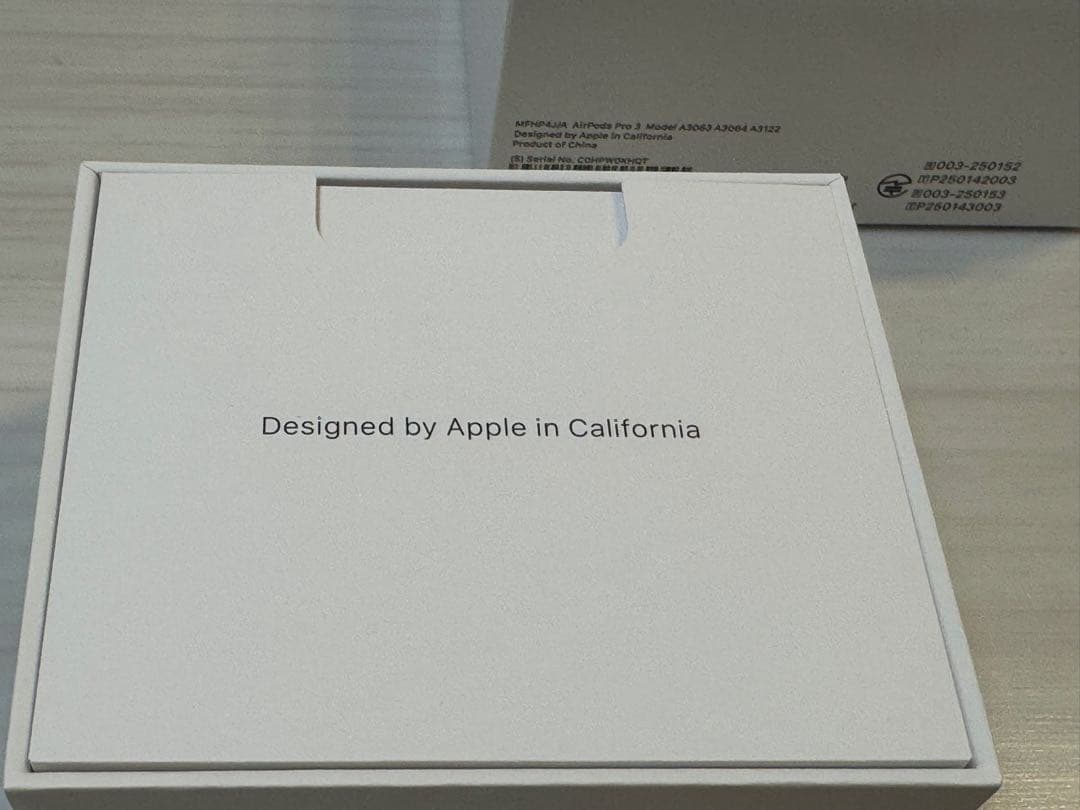 MFHP4J/A AirPods Pro 3 Model A3063 A3064 A3122
Designed by Apple in California
Product of China
(S) Serial No. C0HPW0XHQT
003-250152
P250142003
003-250153
P250143003
Designed by Apple in California